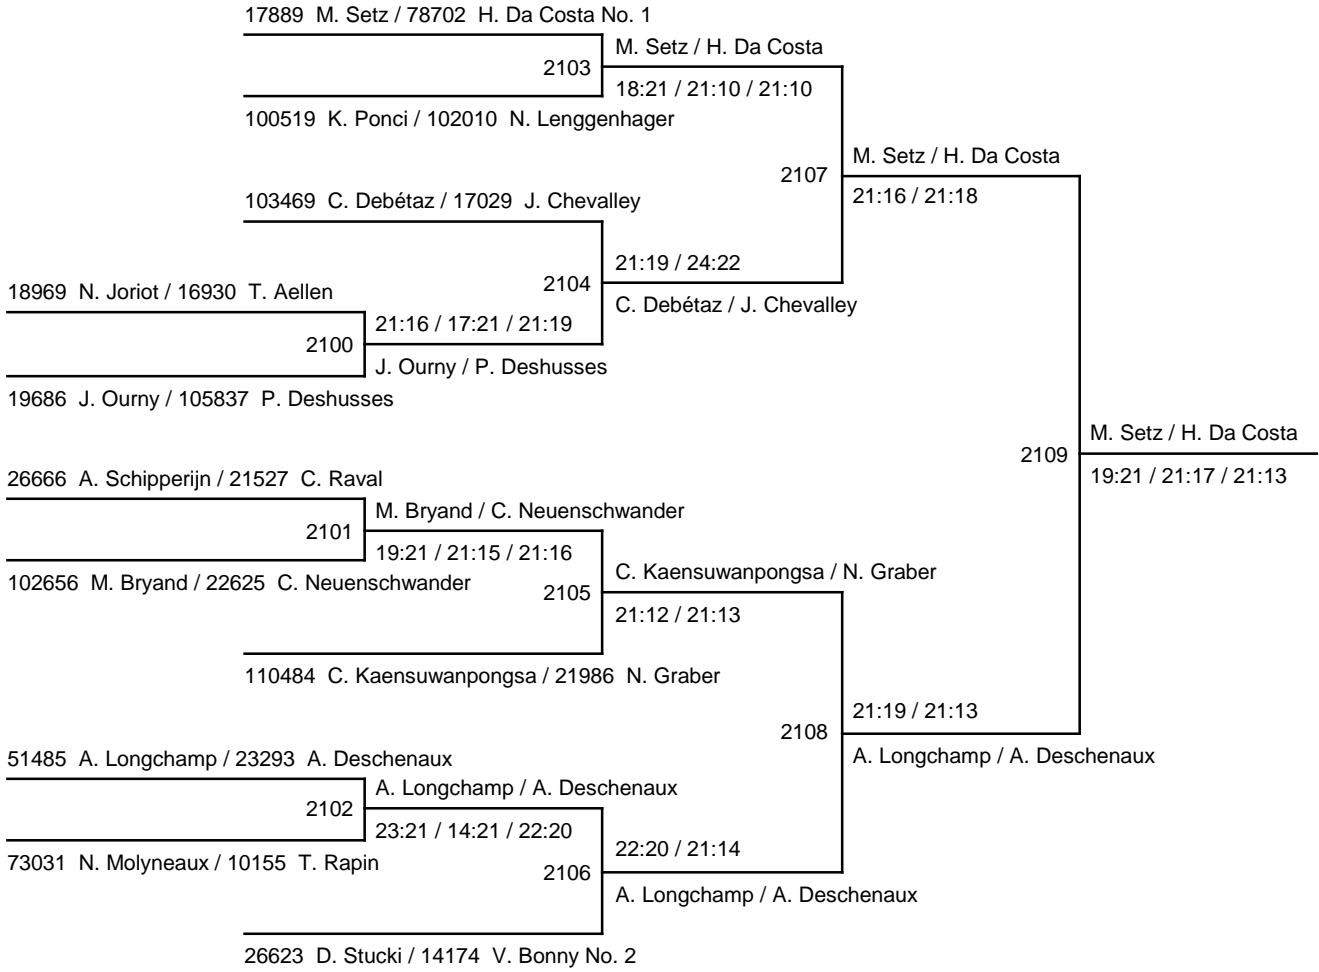 17889 M. Setz / 78702 H. Da Costa No. 1
M. Setz / H. Da Costa
2103
18:21 / 21:10 / 21:10
100519 K. Ponci / 102010 N. Lenggenhager
M. Setz / H. Da Costa
2107
21:16 / 21:18
103469 C. Debétaz / 17029 J. Chevalley
21:19 / 24:22
2104
C. Debétaz / J. Chevalley
18969 N. Joriot / 16930 T. Aellen
21:16 / 17:21 / 21:19
2100
J. Ourny / P. Deshusses
19686 J. Ourny / 105837 P. Deshusses
M. Setz / H. Da Costa
2109
19:21 / 21:17 / 21:13
26666 A. Schipperijn / 21527 C. Raval
M. Bryand / C. Neuenschwander
2101
19:21 / 21:15 / 21:16
102656 M. Bryand / 22625 C. Neuenschwander
C. Kaensuwanpongsa / N. Graber
2105
21:12 / 21:13
110484 C. Kaensuwanpongsa / 21986 N. Graber
21:19 / 21:13
2108
A. Longchamp / A. Deschenaux
51485 A. Longchamp / 23293 A. Deschenaux
A. Longchamp / A. Deschenaux
2102
23:21 / 14:21 / 22:20
73031 N. Molyneaux / 10155 T. Rapin
22:20 / 21:14
2106
A. Longchamp / A. Deschenaux
26623 D. Stucki / 14174 V. Bonny No. 2